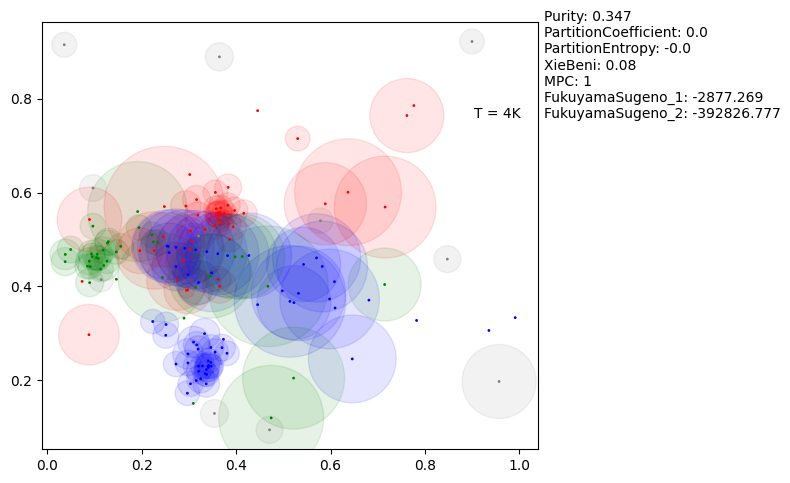 Purity: 0.347
PartitionCoefficient: 0.0
PartitionEntropy: -0.0
XieBeni: 0.08
MPC: 1
FukuyamaSugeno_1: -2877.269
FukuyamaSugeno_2: -392826.777
T = 4K
0.8
0.6
0.4
0.2
0.0 0.2 0.4 0.6 0.8 1.0